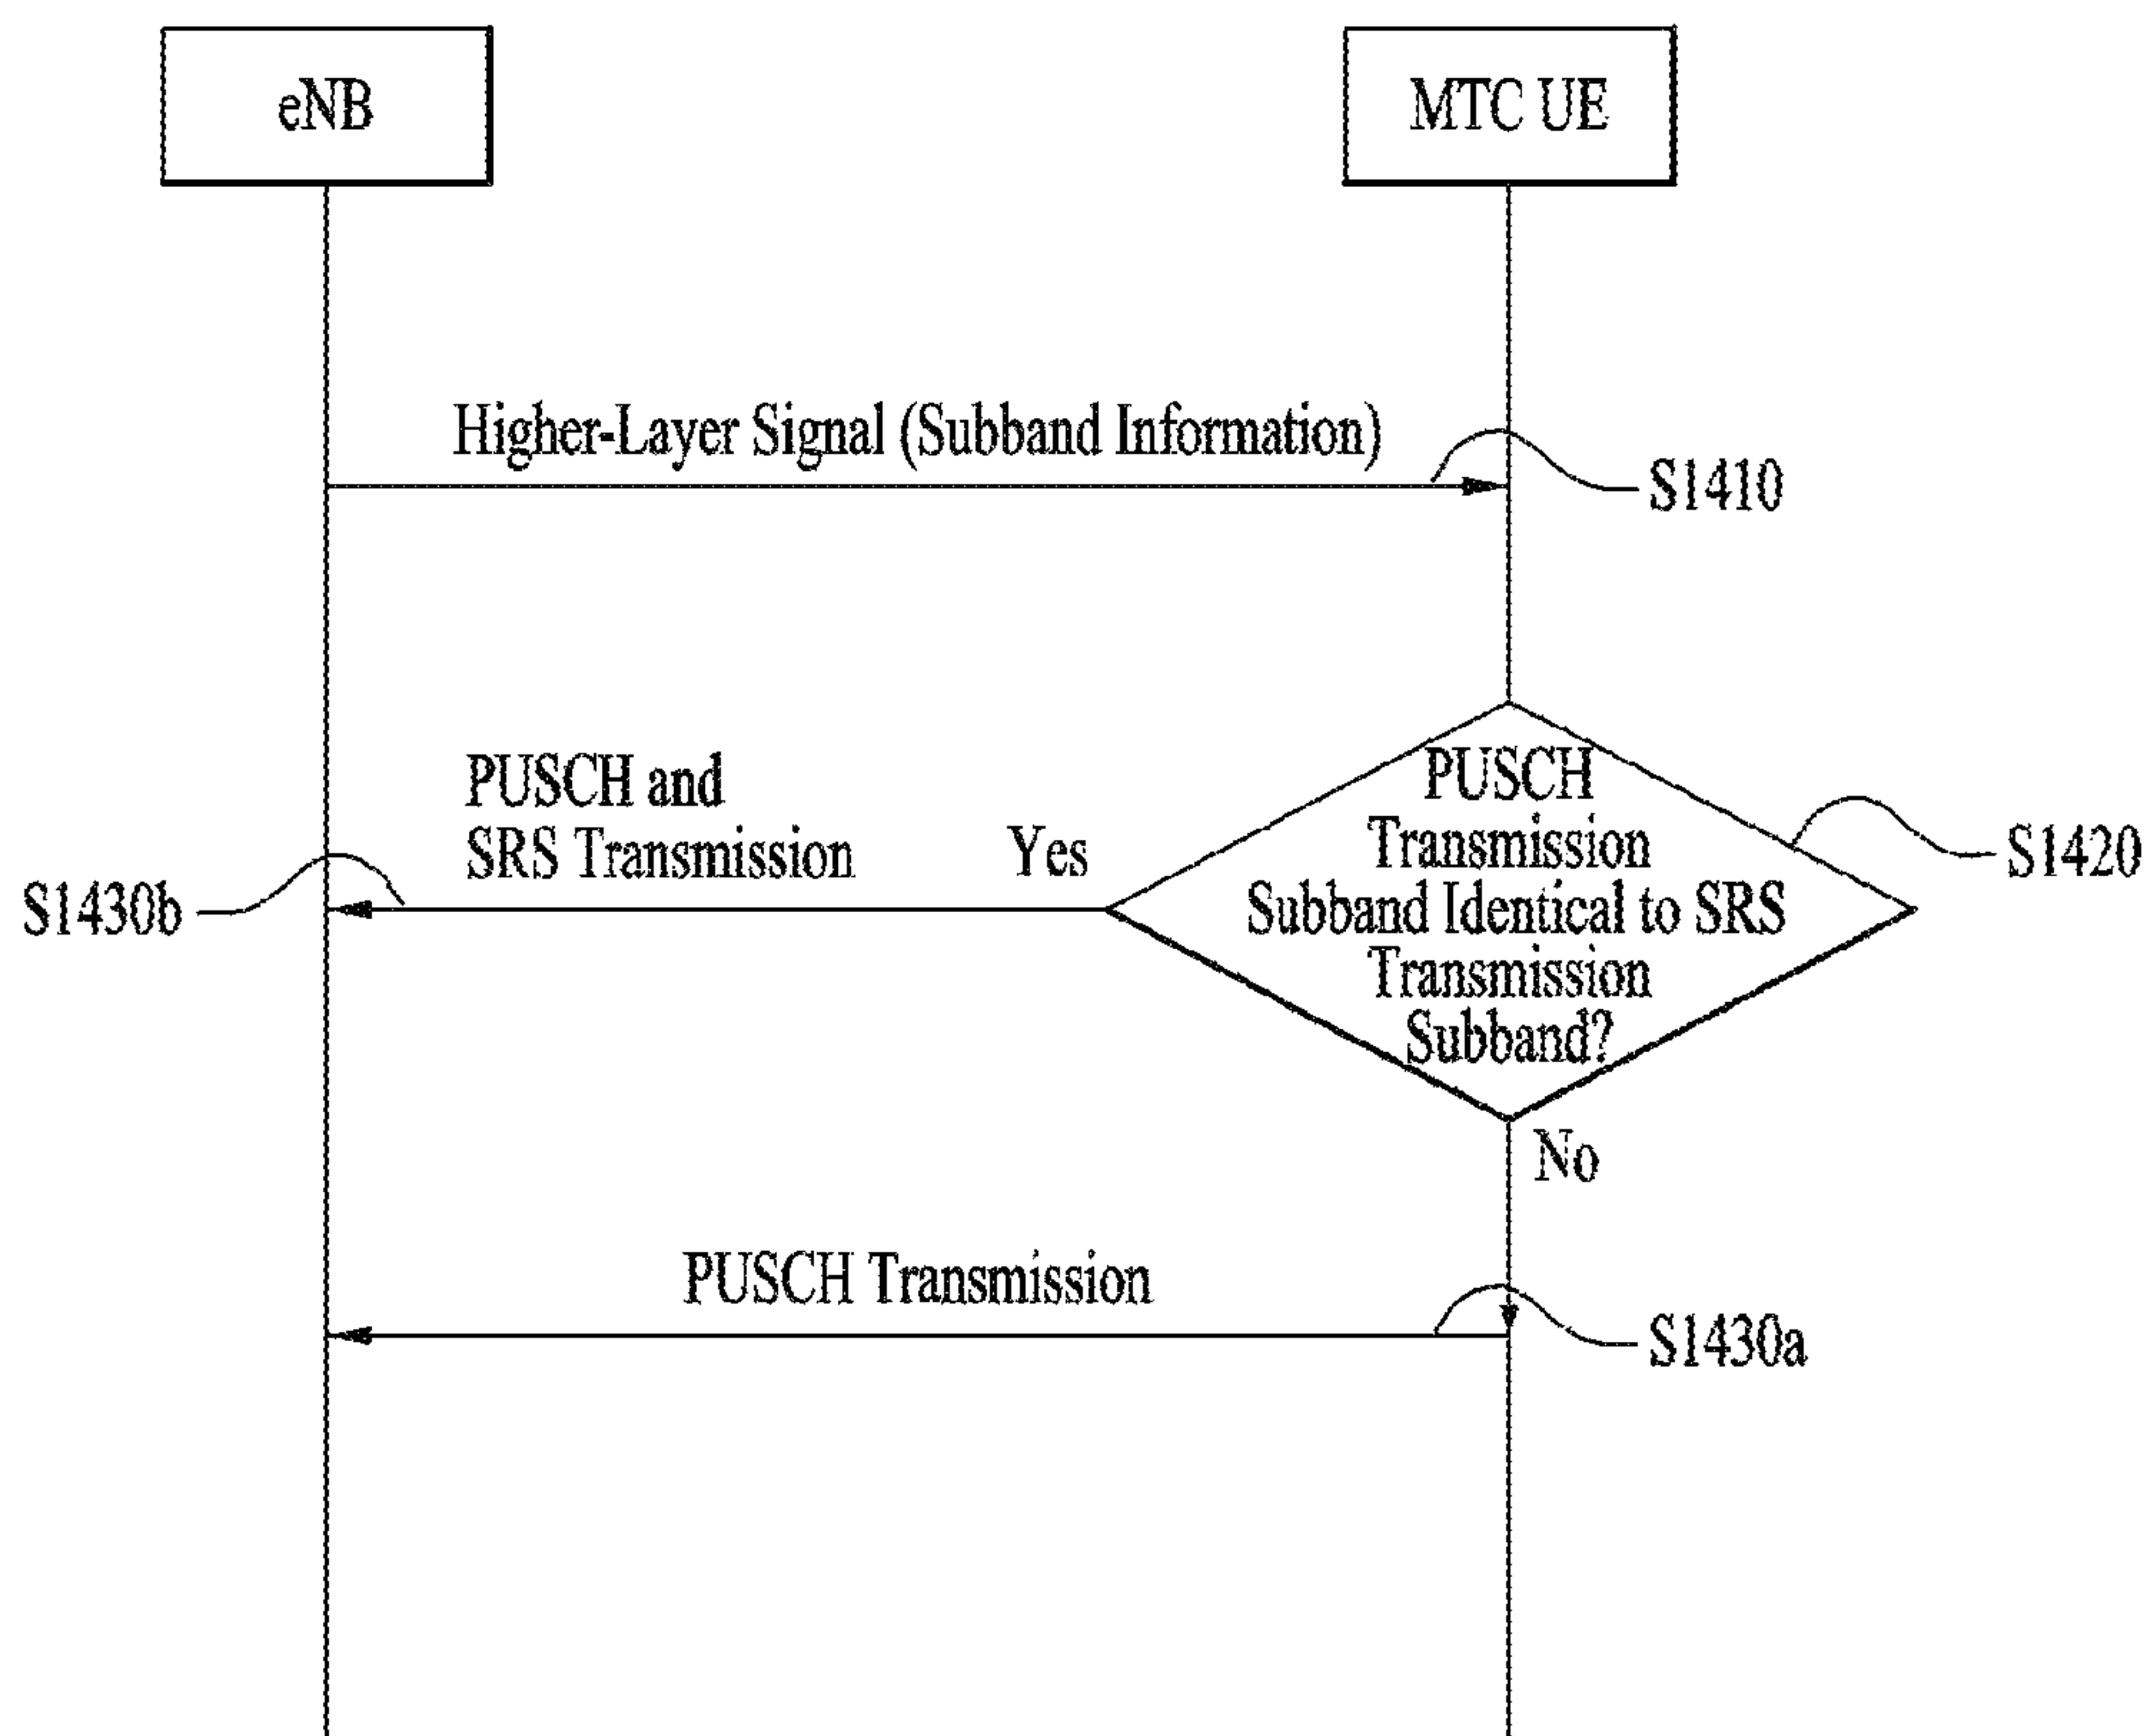 eNB
MTC UE
Higher-Layer Signal (Subband Information)
S1410
PUSCH and
SRS Transmission
Yes
PUSCH
Transmission
Subband Identical to SRS
Transmission
Subband?
S1420
S1430b
No
PUSCH Transmission
S1430a